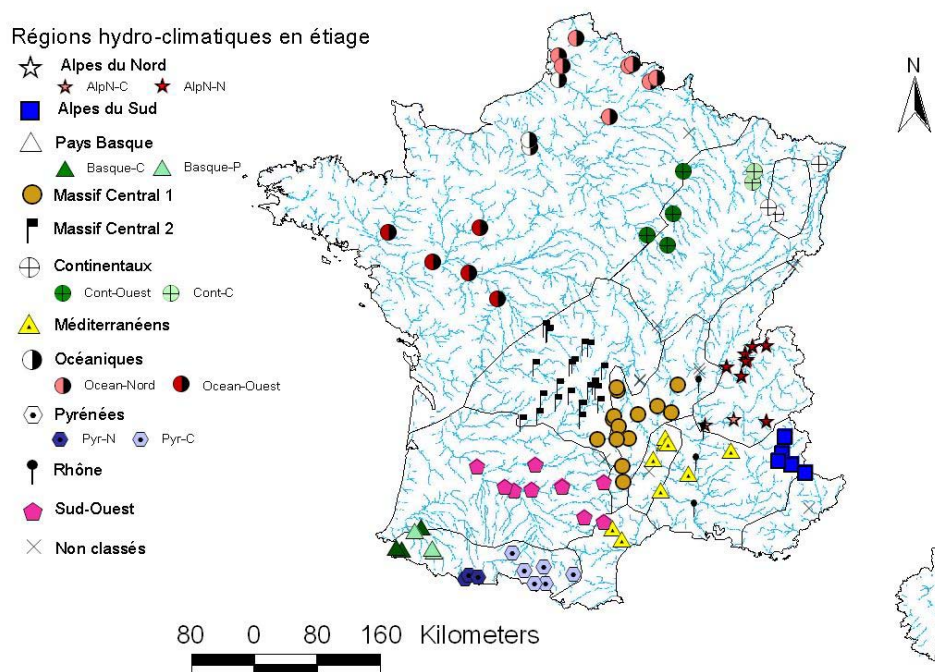 Régions hydro-climatiques en étiage
Alpes du Nord
AlpN-C AlpN-N
Alpes du Sud
Pays Basque
Basque-C Basque-P
Massif Central 1
Massif Central 2
Continentaux
Cont-Ouest Cont-C
Méditerranéens
Océaniques
Ocean-Nord Ocean-Ouest
Pyrénées
Pyr-N Pyr-C
Rhône
Sud-Ouest
Non classés
N
80 0 80 160 Kilometers